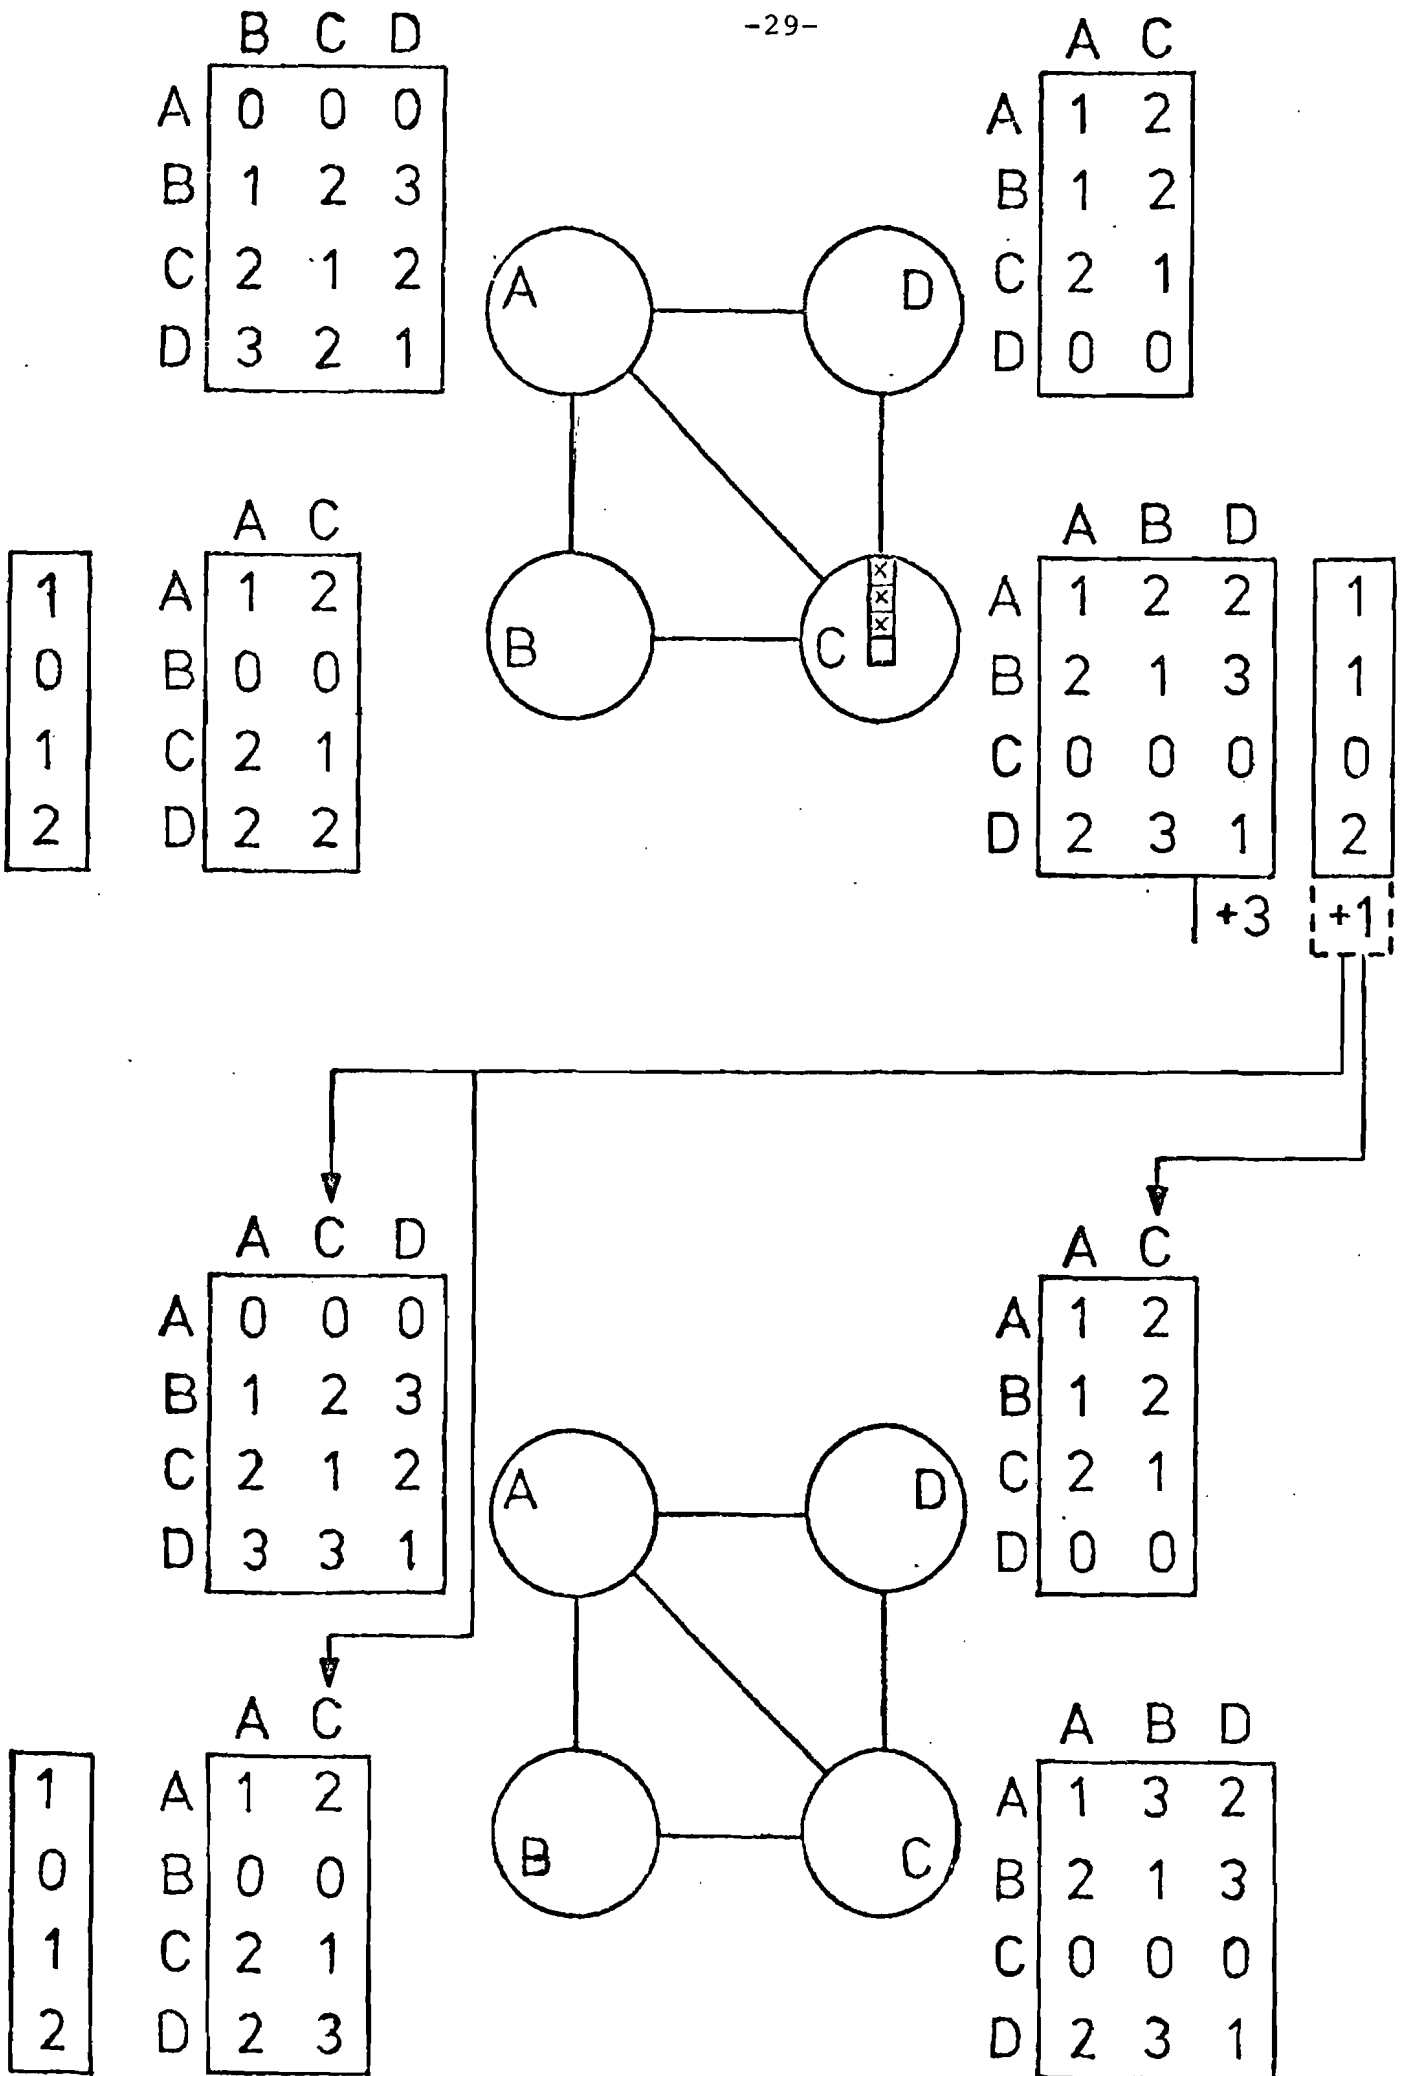 -29-
B C D
A 0 0 0
B 1 2 3
C 2 1 2
D 3 2 1
A C
A 1 2
B 1 2
C 2 1
D 0 0
A D
B C
x
x
x
1
0
1
2
A C
A 1 2
B 0 0
C 2 1
D 2 2
A B D
A 1 2 2
B 2 1 3
C 0 0 0
D 2 3 1
+3
1
1
0
2
+1
A C D
A 0 0 0
B 1 2 3
C 2 1 2
D 3 3 1
A C
A 1 2
B 1 2
C 2 1
D 0 0
A D
B C
1
0
1
2
A C
A 1 2
B 0 0
C 2 1
D 2 3
A B D
A 1 3 2
B 2 1 3
C 0 0 0
D 2 3 1